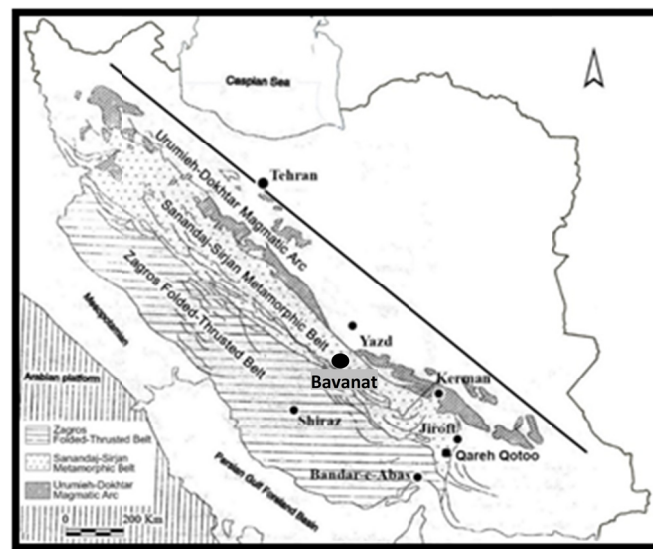 Caspian Sea
Tehran
Urumieh-Dokhtar Magmatic Arc
Sanandaj-Sirjan Metamorphic Belt
Zagros Folded-Thrusted Belt
Mesopotamien
Yazd
Bavanat
Kerman
Arabian platform
Shiraz
Jiroft
Qareh Qotoo
Bandar-e-Abas
Persian Gulf Foreland Basin
Zagros
Folded-Thrusted Belt
Sanandaj-Sirjan
Metamorphic Belt
Urumieh-Dokhtar
Magmatic Arc
0 200 Km